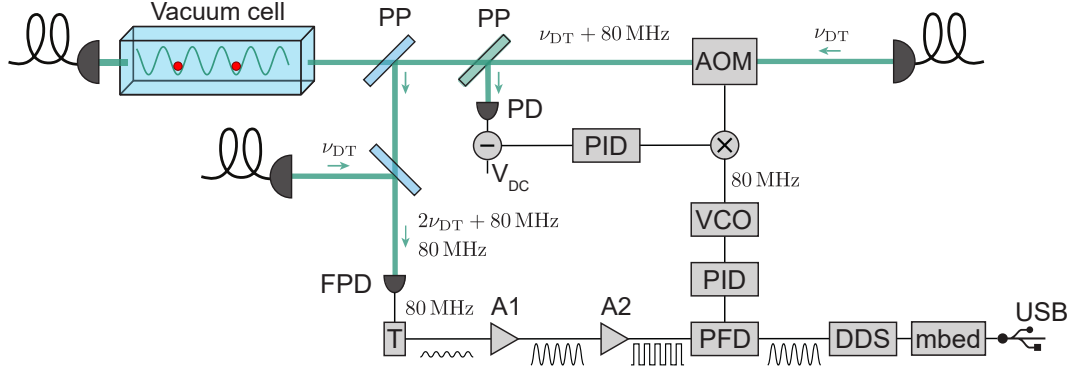 Vacuum cell
PP
PP
ν_DT + 80 MHz
ν_DT
AOM
PD
−
V_DC
PID
×
80 MHz
ν_DT
VCO
2ν_DT + 80 MHz
80 MHz
PID
FPD
80 MHz
A1
A2
USB
T
PFD
DDS
mbed